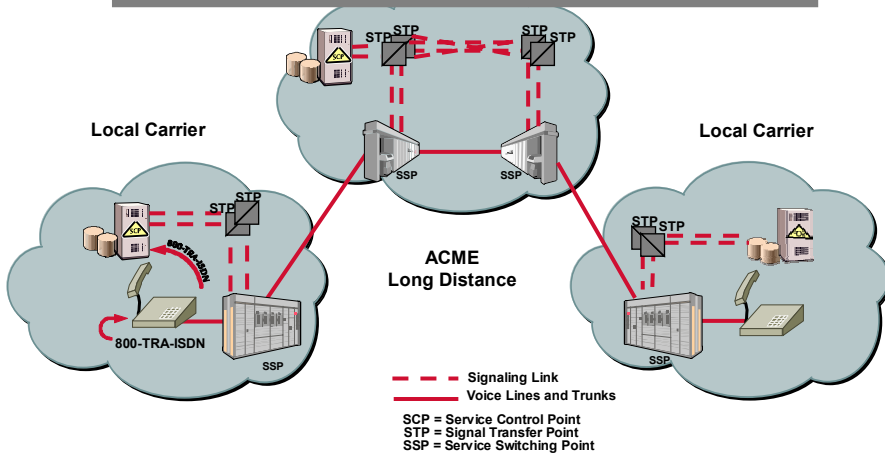 STP
STP
STP
STP
SCP
SSP
SSP
Local Carrier
Local Carrier
STP
STP
SCP
800-TRA-ISDN
800-TRA-ISDN
SSP
ACME
Long Distance
STP
STP
SSP
Signaling Link
Voice Lines and Trunks
SCP = Service Control Point
STP = Signal Transfer Point
SSP = Service Switching Point